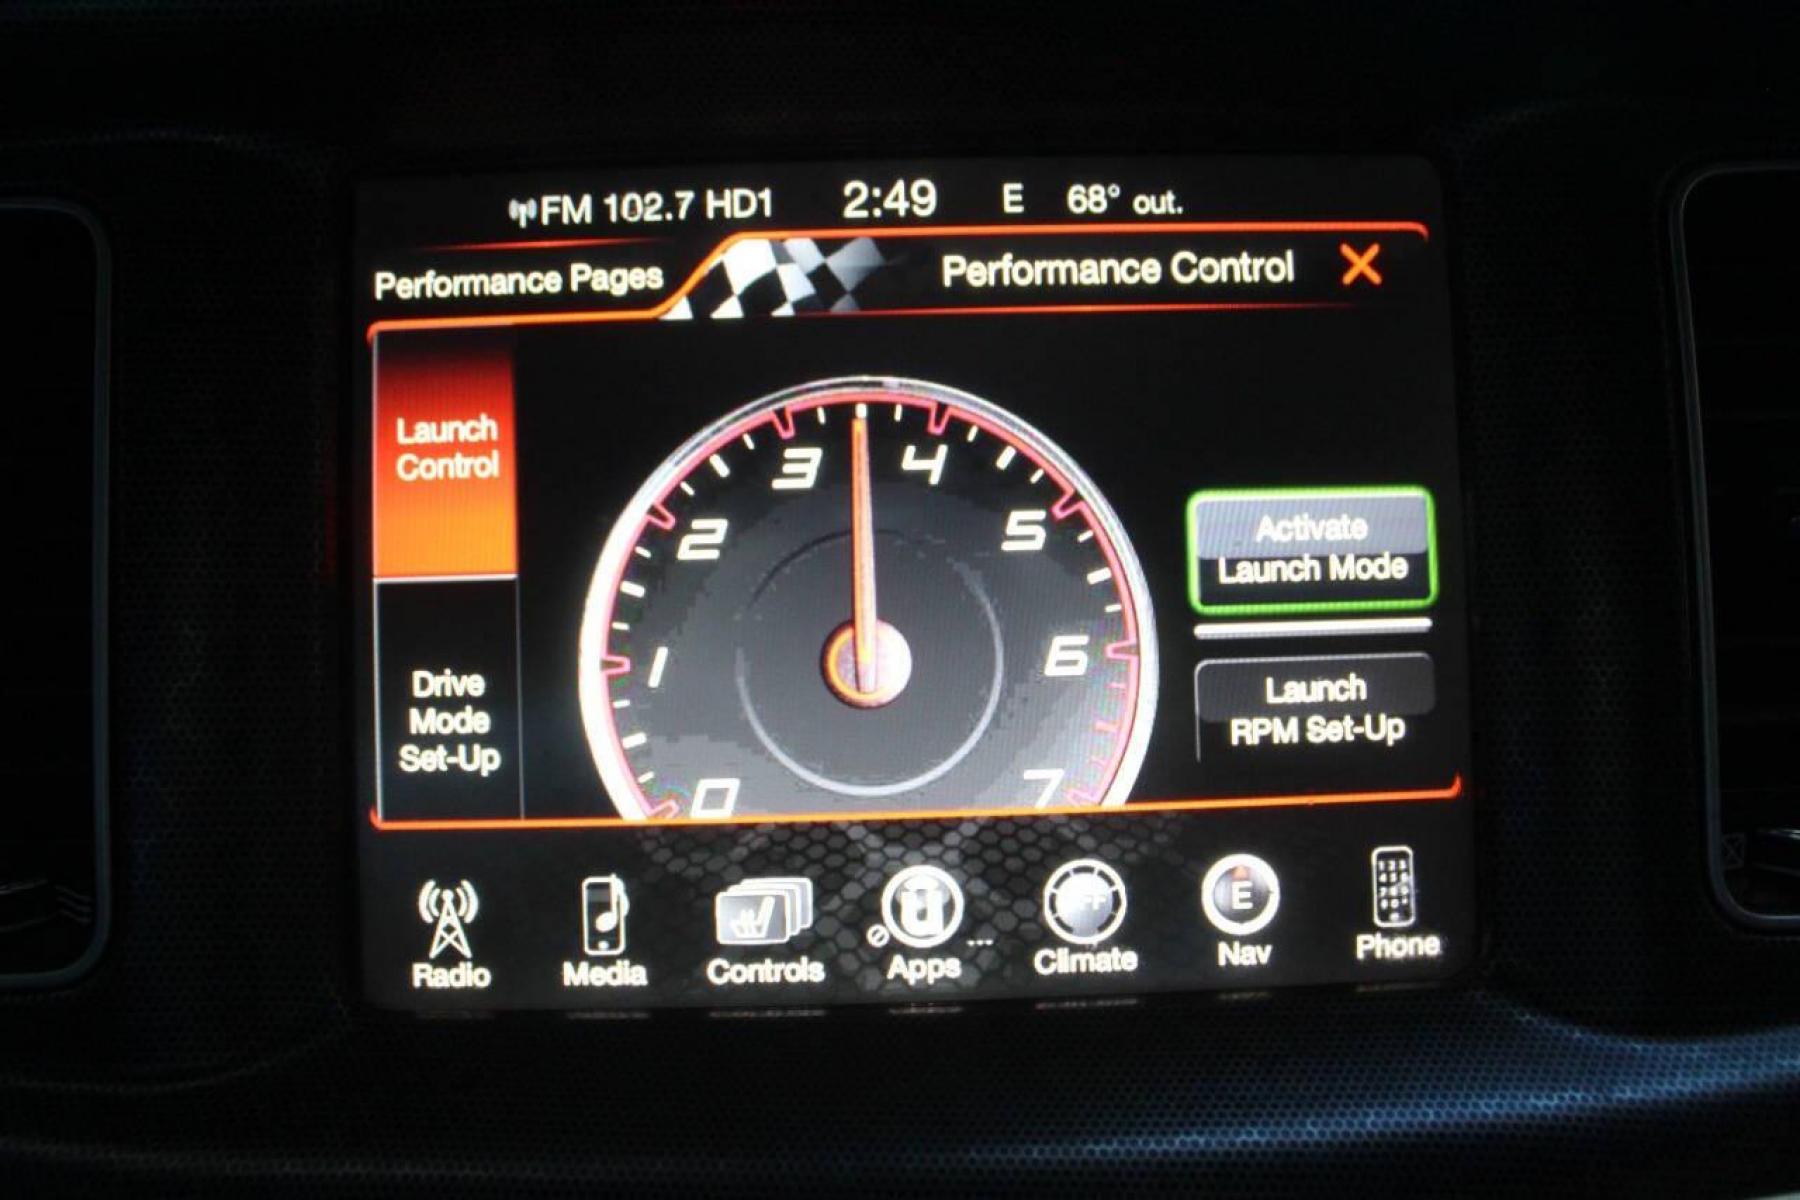 FM 102.7 HD1 2:49 E 68° out.
Performance Pages Performance Control X
Launch
Control
Drive
Mode
Set-Up
0 1 2 3 4 5 6 7
Activate
Launch Mode
Launch
RPM Set-Up
OFF
E
Radio Media Controls Apps Climate Nav Phone